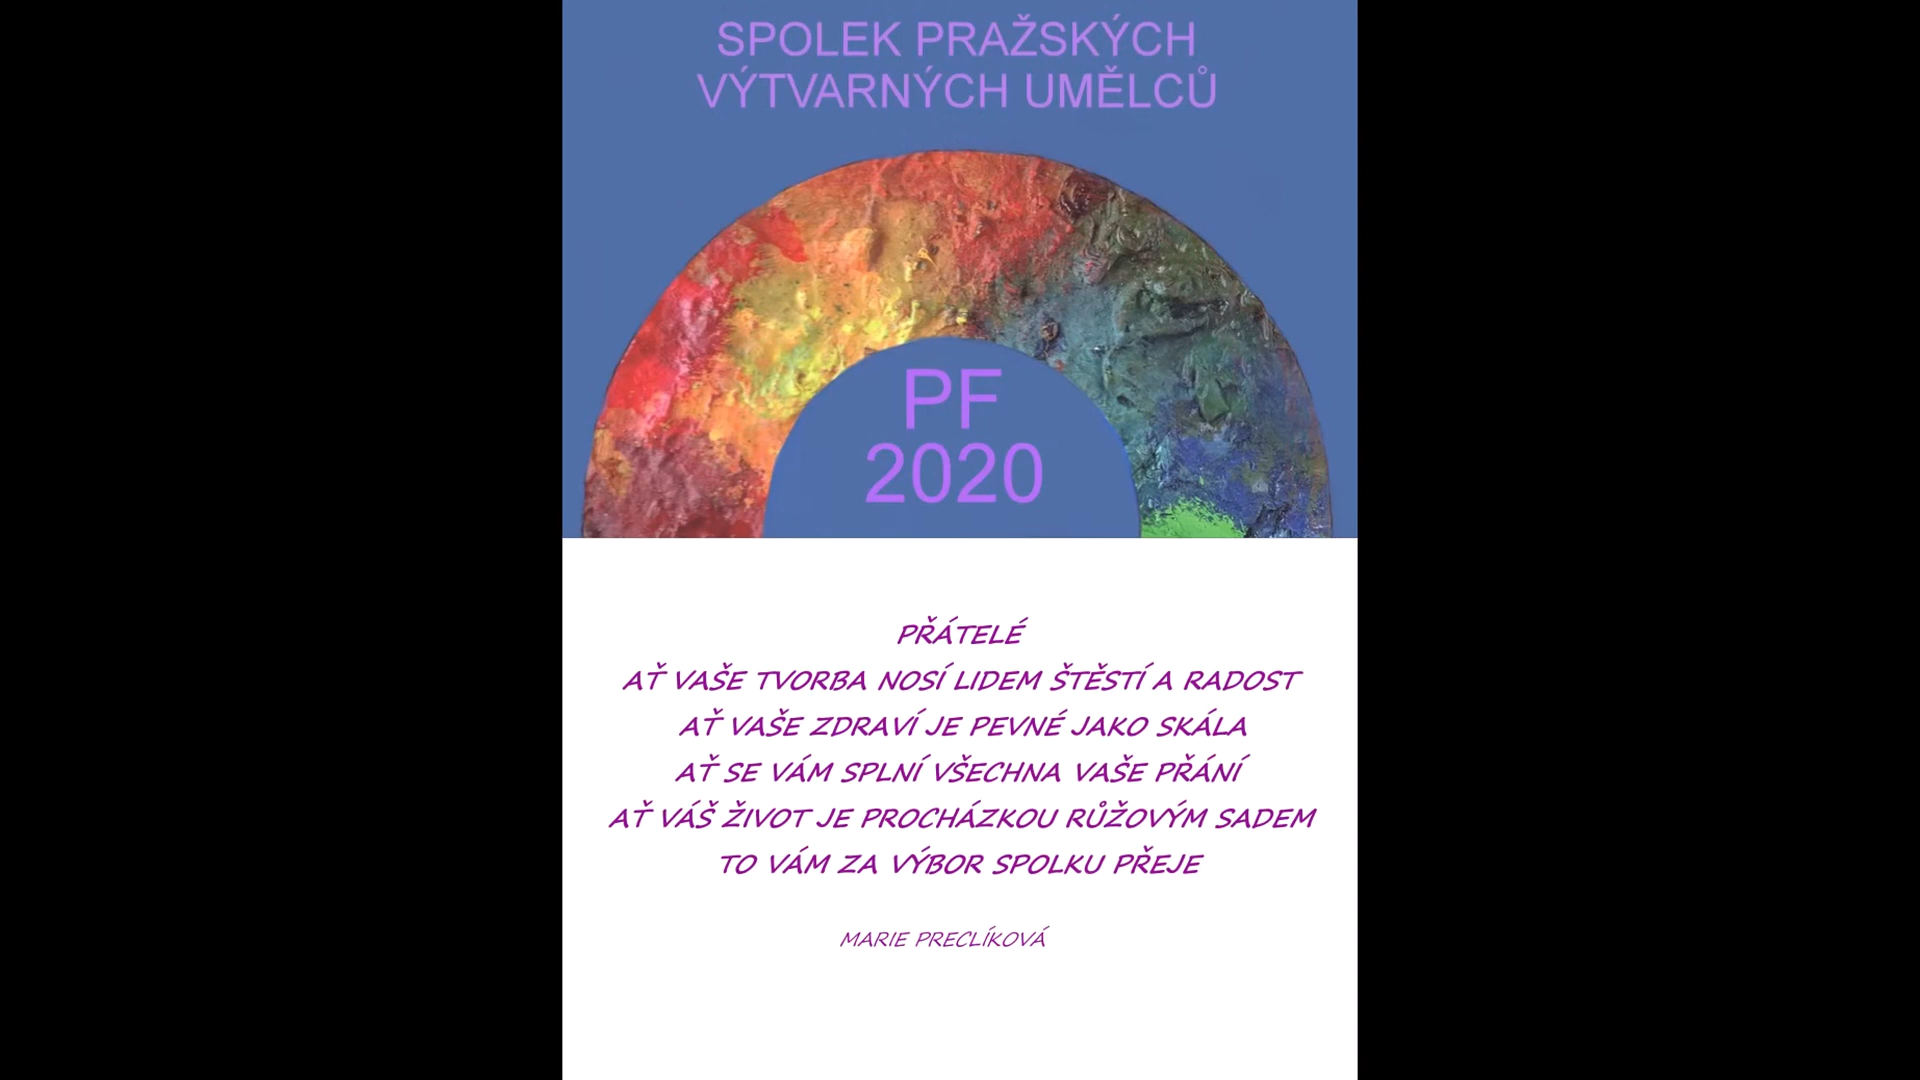 SPOLEK PRAŽSKÝCH
VÝTVARNÝCH UMĚLCŮ
PF
2020
PŘÁTELÉ
AŤ VAŠE TVORBA NOSÍ LIDEM ŠTĚSTÍ A RADOST
AŤ VAŠE ZDRAVÍ JE PEVNÉ JAKO SKÁLA
AŤ SE VÁM SPLNÍ VŠECHNA VAŠE PŘÁNÍ
AŤ VÁŠ ŽIVOT JE PROCHÁZKOU RŮŽOVÝM SADEM
TO VÁM ZA VÝBOR SPOLKU PŘEJE
MARIE PRECLÍKOVÁ